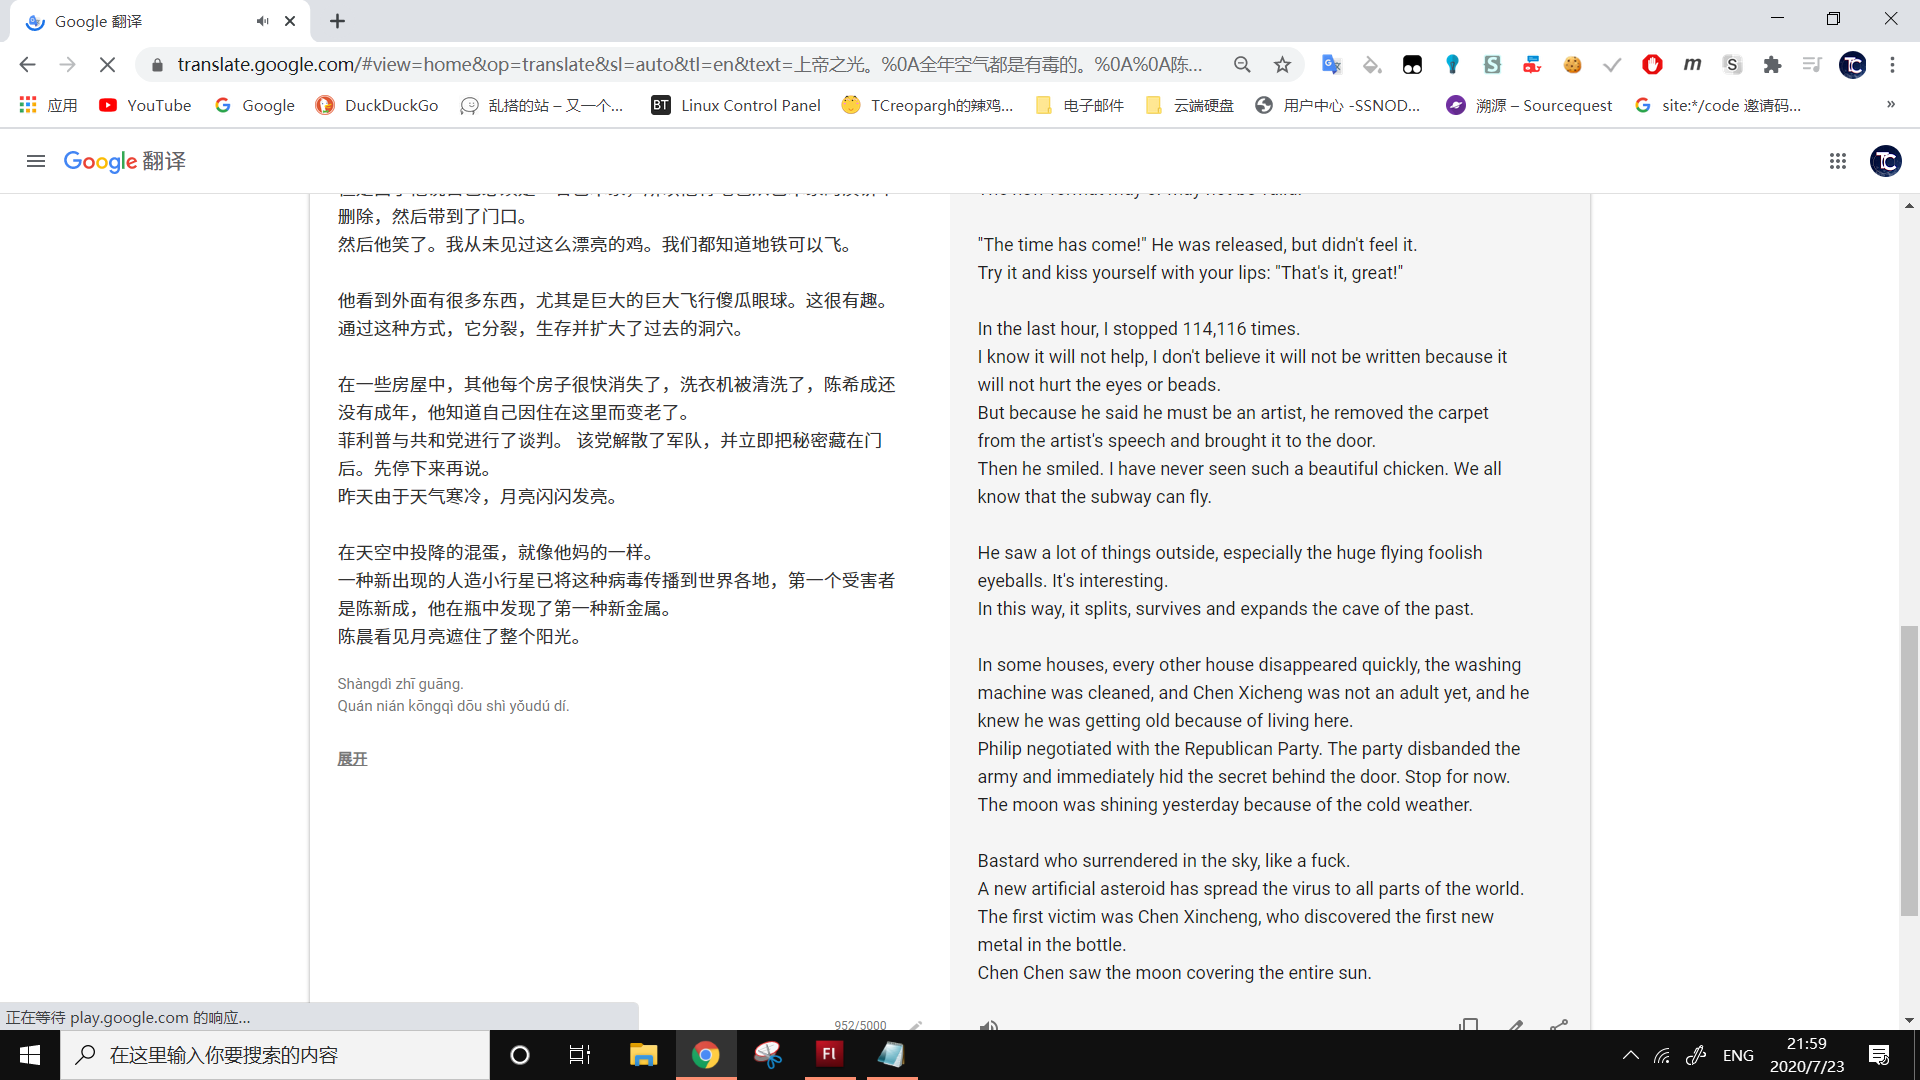 Google 翻译
translate.google.com/#view=home&op=translate&sl=auto&tl=en&text=上帝之光。%0A全年空气都是有毒的。%0A%0A陈...
应用
YouTube
Google
DuckDuckGo
乱搭的站 – 又一个...
BT Linux Control Panel
TCreopargh的辣鸡...
电子邮件
云端硬盘
用户中心 -SSNOD...
溯源 – Sourcequest
site:*/code 邀请码...
»
Google 翻译
TC
删除，然后带到了门口。
然后他笑了。我从未见过这么漂亮的鸡。我们都知道地铁可以飞。
他看到外面有很多东西，尤其是巨大的巨大飞行傻瓜眼球。这很有趣。
通过这种方式，它分裂，生存并扩大了过去的洞穴。
在一些房屋中，其他每个房子很快消失了，洗衣机被清洗了，陈希成还
没有成年，他知道自己因住在这里而变老了。
菲利普与共和党进行了谈判。 该党解散了军队，并立即把秘密藏在门
后。先停下来再说。
昨天由于天气寒冷，月亮闪闪发亮。
在天空中投降的混蛋，就像他妈的一样。
一种新出现的人造小行星已将这种病毒传播到世界各地，第一个受害者
是陈新成，他在瓶中发现了第一种新金属。
陈晨看见月亮遮住了整个阳光。
Shàngdì zhī guāng.
Quán nián kōngqì dōu shì yǒudú dí.
展开
952/5000
"The time has come!" He was released, but didn't feel it.
Try it and kiss yourself with your lips: "That's it, great!"
In the last hour, I stopped 114,116 times.
I know it will not help, I don't believe it will not be written because it
will not hurt the eyes or beads.
But because he said he must be an artist, he removed the carpet
from the artist's speech and brought it to the door.
Then he smiled. I have never seen such a beautiful chicken. We all
know that the subway can fly.
He saw a lot of things outside, especially the huge flying foolish
eyeballs. It's interesting.
In this way, it splits, survives and expands the cave of the past.
In some houses, every other house disappeared quickly, the washing
machine was cleaned, and Chen Xicheng was not an adult yet, and he
knew he was getting old because of living here.
Philip negotiated with the Republican Party. The party disbanded the
army and immediately hid the secret behind the door. Stop for now.
The moon was shining yesterday because of the cold weather.
Bastard who surrendered in the sky, like a fuck.
A new artificial asteroid has spread the virus to all parts of the world.
The first victim was Chen Xincheng, who discovered the first new
metal in the bottle.
Chen Chen saw the moon covering the entire sun.
正在等待 play.google.com 的响应...
在这里输入你要搜索的内容
Fl
ENG
21:59
2020/7/23